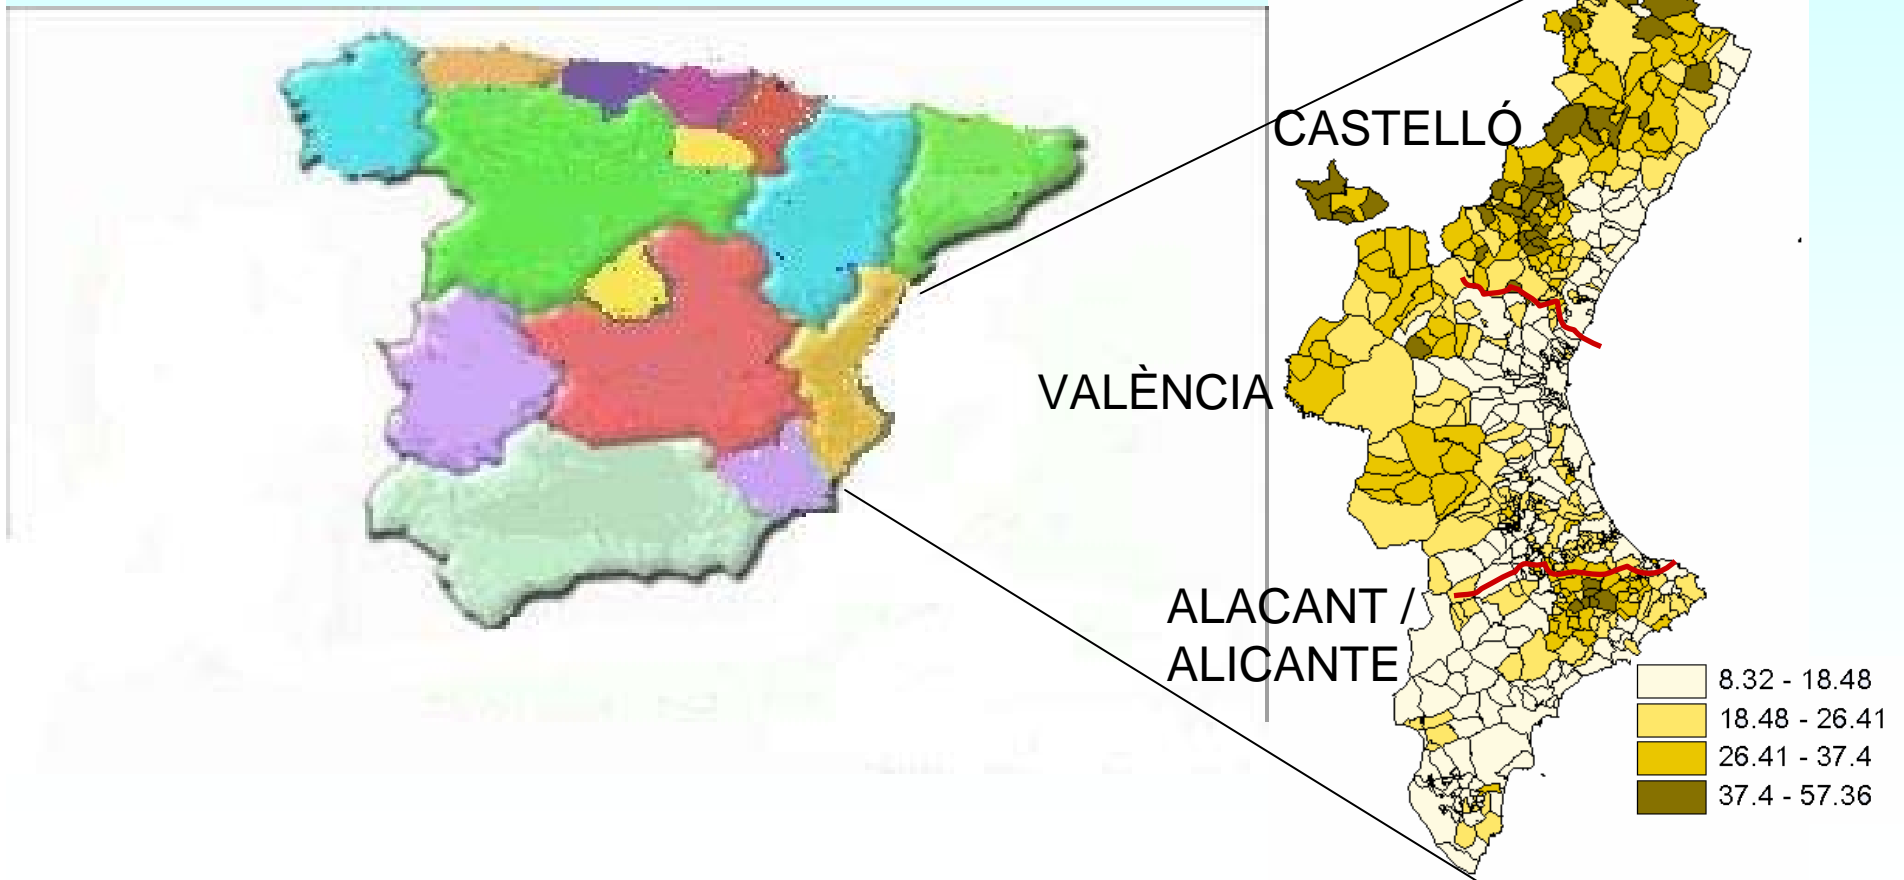 CASTELLÓ
VALÈNCIA
ALACANT /
ALICANTE
8.32 - 18.48
18.48 - 26.41
26.41 - 37.4
37.4 - 57.36